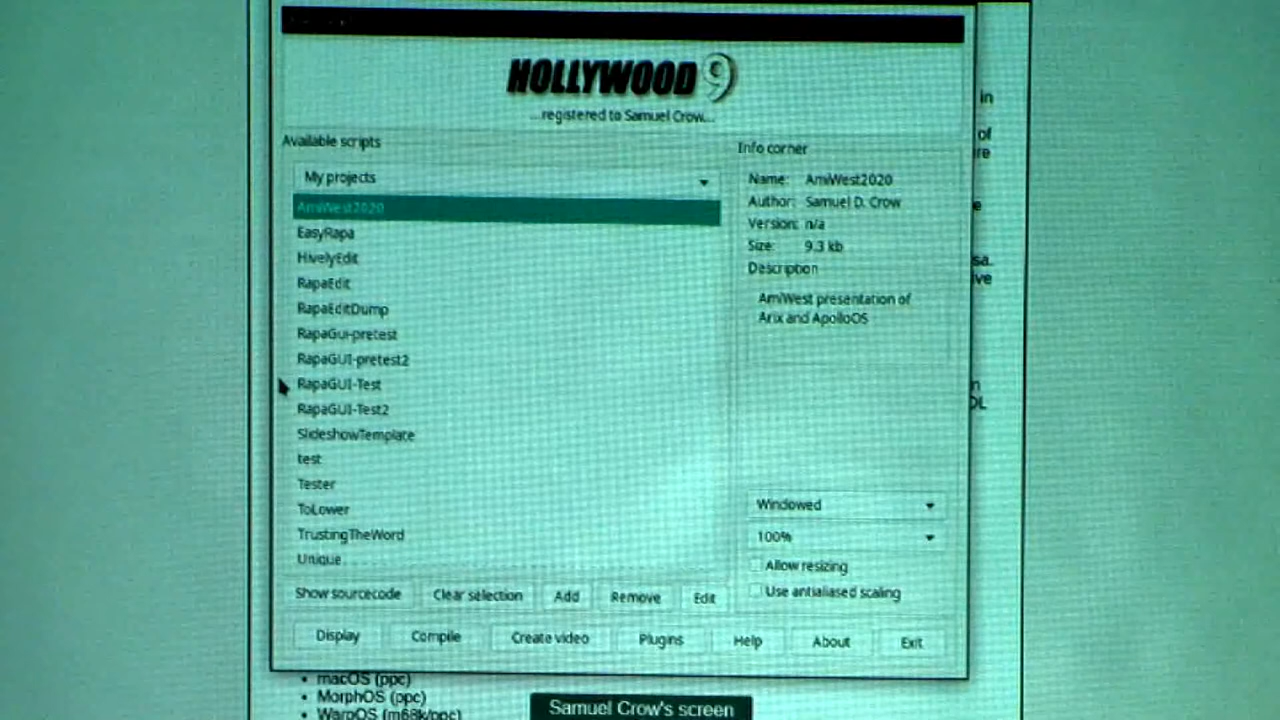 HOLLYWOOD 9
...registered to Samuel Crow...
Available scripts
My projects
AmiWest2020
EasyRapa
HivelyEdit
RapaEdit
RapaEditDump
RapaGui-pretest
RapaGUI-pretest2
RapaGUI-Test
RapaGUI-Test2
SlideshowTemplate
test
Tester
ToLower
TrustingTheWord
Unique
Show sourcecode Clear selection Add Remove Edit
Display Compile Create video Plugins Help About Exit
Info corner
Name: AmiWest2020
Author: Samuel D. Crow
Version: n/a
Size: 9.3 kb
Description
AmiWest presentation of
Arix and ApolloOS
Windowed
100%
Allow resizing
Use antialiased scaling
in
of
macOS (ppc)
MorphOS (ppc)
WarpOS (m68k/ppc)
Samuel Crow's screen